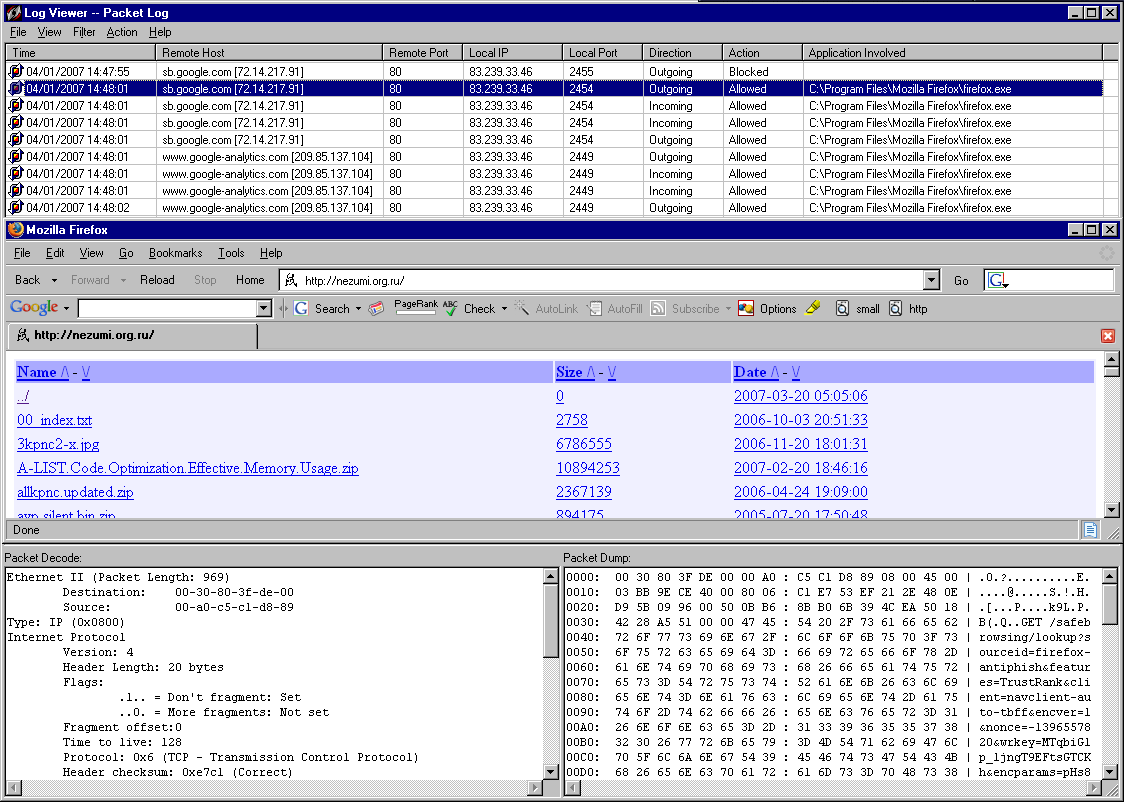 Log Viewer -- Packet Log
File View Filter Action Help
Time Remote Host Remote Port Local IP Local Port Direction Action Application Involved
04/01/2007 14:47:55 sb.google.com [72.14.217.91] 80 83.239.33.46 2455 Outgoing Blocked
04/01/2007 14:48:01 sb.google.com [72.14.217.91] 80 83.239.33.46 2454 Outgoing Allowed C:\Program Files\Mozilla Firefox\firefox.exe
04/01/2007 14:48:01 sb.google.com [72.14.217.91] 80 83.239.33.46 2454 Incoming Allowed C:\Program Files\Mozilla Firefox\firefox.exe
04/01/2007 14:48:01 sb.google.com [72.14.217.91] 80 83.239.33.46 2454 Incoming Allowed C:\Program Files\Mozilla Firefox\firefox.exe
04/01/2007 14:48:01 sb.google.com [72.14.217.91] 80 83.239.33.46 2454 Outgoing Allowed C:\Program Files\Mozilla Firefox\firefox.exe
04/01/2007 14:48:01 www.google-analytics.com [209.85.137.104] 80 83.239.33.46 2449 Outgoing Allowed C:\Program Files\Mozilla Firefox\firefox.exe
04/01/2007 14:48:01 www.google-analytics.com [209.85.137.104] 80 83.239.33.46 2449 Incoming Allowed C:\Program Files\Mozilla Firefox\firefox.exe
04/01/2007 14:48:01 www.google-analytics.com [209.85.137.104] 80 83.239.33.46 2449 Incoming Allowed C:\Program Files\Mozilla Firefox\firefox.exe
04/01/2007 14:48:02 www.google-analytics.com [209.85.137.104] 80 83.239.33.46 2449 Outgoing Allowed C:\Program Files\Mozilla Firefox\firefox.exe
Mozilla Firefox
File Edit View Go Bookmarks Tools Help
Back Forward Reload Stop Home http://nezumi.org.ru/ Go
Google Search PageRank ABC Check AutoLink AutoFill Subscribe Options small http
http://nezumi.org.ru/
Name /\ - \/ Size /\ - \/ Date /\ - \/
../ 0 2007-03-20 05:05:06
00_index.txt 2758 2006-10-03 20:51:33
3kpnc2-x.jpg 6786555 2006-11-20 18:01:31
A-LIST.Code.Optimization.Effective.Memory.Usage.zip 10894253 2007-02-20 18:46:16
allkpnc.updated.zip 2367139 2006-04-24 19:09:00
avp.silent.bin.zip 894175 2005-07-20 17:50:48
Done
Packet Decode:
Ethernet II (Packet Length: 969)
Destination: 00-30-80-3f-de-00
Source: 00-a0-c5-c1-d8-89
Type: IP (0x0800)
Internet Protocol
Version: 4
Header Length: 20 bytes
Flags:
.1.. = Don't fragment: Set
..0. = More fragments: Not set
Fragment offset:0
Time to live: 128
Protocol: 0x6 (TCP - Transmission Control Protocol)
Header checksum: 0xe7c1 (Correct)
Packet Dump:
0000: 00 30 80 3F DE 00 00 A0 : C5 C1 D8 89 08 00 45 00 | .0.?..........E.
0010: 03 BB 9E CE 40 00 80 06 : C1 E7 53 EF 21 2E 48 0E | ....@.....S.!.H.
0020: D9 5B 09 96 00 50 0B B6 : 8B B0 6B 39 4C EA 50 18 | .[...P....k9L.P.
0030: 42 28 A5 51 00 00 47 45 : 54 20 2F 73 61 66 65 62 | B(.Q..GET /safeb
0040: 72 6F 77 73 69 6E 67 2F : 6C 6F 6F 6B 75 70 3F 73 | rowsing/lookup?s
0050: 6F 75 72 63 65 69 64 3D : 66 69 72 65 66 6F 78 2D | ourceid=firefox-
0060: 61 6E 74 69 70 68 69 73 : 68 26 66 65 61 74 75 72 | antiphish&featur
0070: 65 73 3D 54 72 75 73 74 : 52 61 6E 6B 26 63 6C 69 | es=TrustRank&cli
0080: 65 6E 74 3D 6E 61 76 63 : 6C 69 65 6E 74 2D 61 75 | ent=navclient-au
0090: 74 6F 2D 74 62 66 66 26 : 65 6E 63 76 65 72 3D 31 | to-tbff&encver=1
00A0: 26 6E 6F 6E 63 65 3D 2D : 31 33 39 36 35 35 37 38 | &nonce=-13965578
00B0: 32 30 26 77 72 6B 65 79 : 3D 4D 54 71 62 69 47 6C | 20&wrkey=MTqbiGl
00C0: 70 5F 6C 6A 6E 67 54 39 : 45 46 74 73 47 54 43 4B | p_ljngT9EFtsGTCK
00D0: 68 26 65 6E 63 70 61 72 : 61 6D 73 3D 70 48 73 38 | h&encparams=pHs8